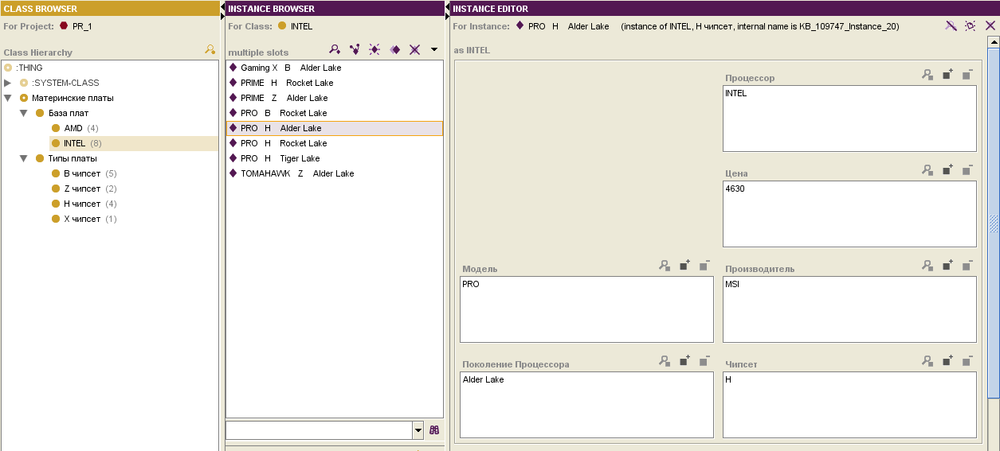 CLASS BROWSER
For Project: PR_1
Class Hierarchy
:THING
:SYSTEM-CLASS
Материнские платы
База плат
AMD (4)
INTEL (8)
Типы платы
B чипсет (5)
Z чипсет (2)
H чипсет (4)
X чипсет (1)
INSTANCE BROWSER
For Class: INTEL
multiple slots
Gaming X B Alder Lake
PRIME H Rocket Lake
PRIME Z Alder Lake
PRO B Rocket Lake
PRO H Alder Lake
PRO H Rocket Lake
PRO H Tiger Lake
TOMAHAWK Z Alder Lake
INSTANCE EDITOR
For Instance: PRO H Alder Lake (instance of INTEL, H чипсет, internal name is KB_109747_Instance_20)
as INTEL
Процессор
INTEL
Цена
4630
Модель
PRO
Производитель
MSI
Поколение Процессора
Alder Lake
Чипсет
H